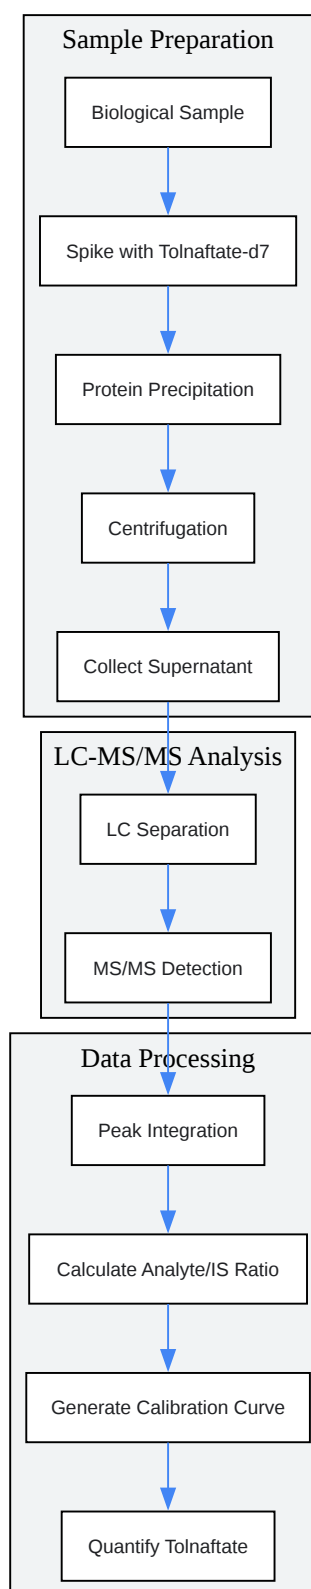 Sample Preparation
Biological Sample
Spike with Tolnaftate-d7
Protein Precipitation
Centrifugation
Collect Supernatant
LC-MS/MS Analysis
LC Separation
MS/MS Detection
Data Processing
Peak Integration
Calculate Analyte/IS Ratio
Generate Calibration Curve
Quantify Tolnaftate